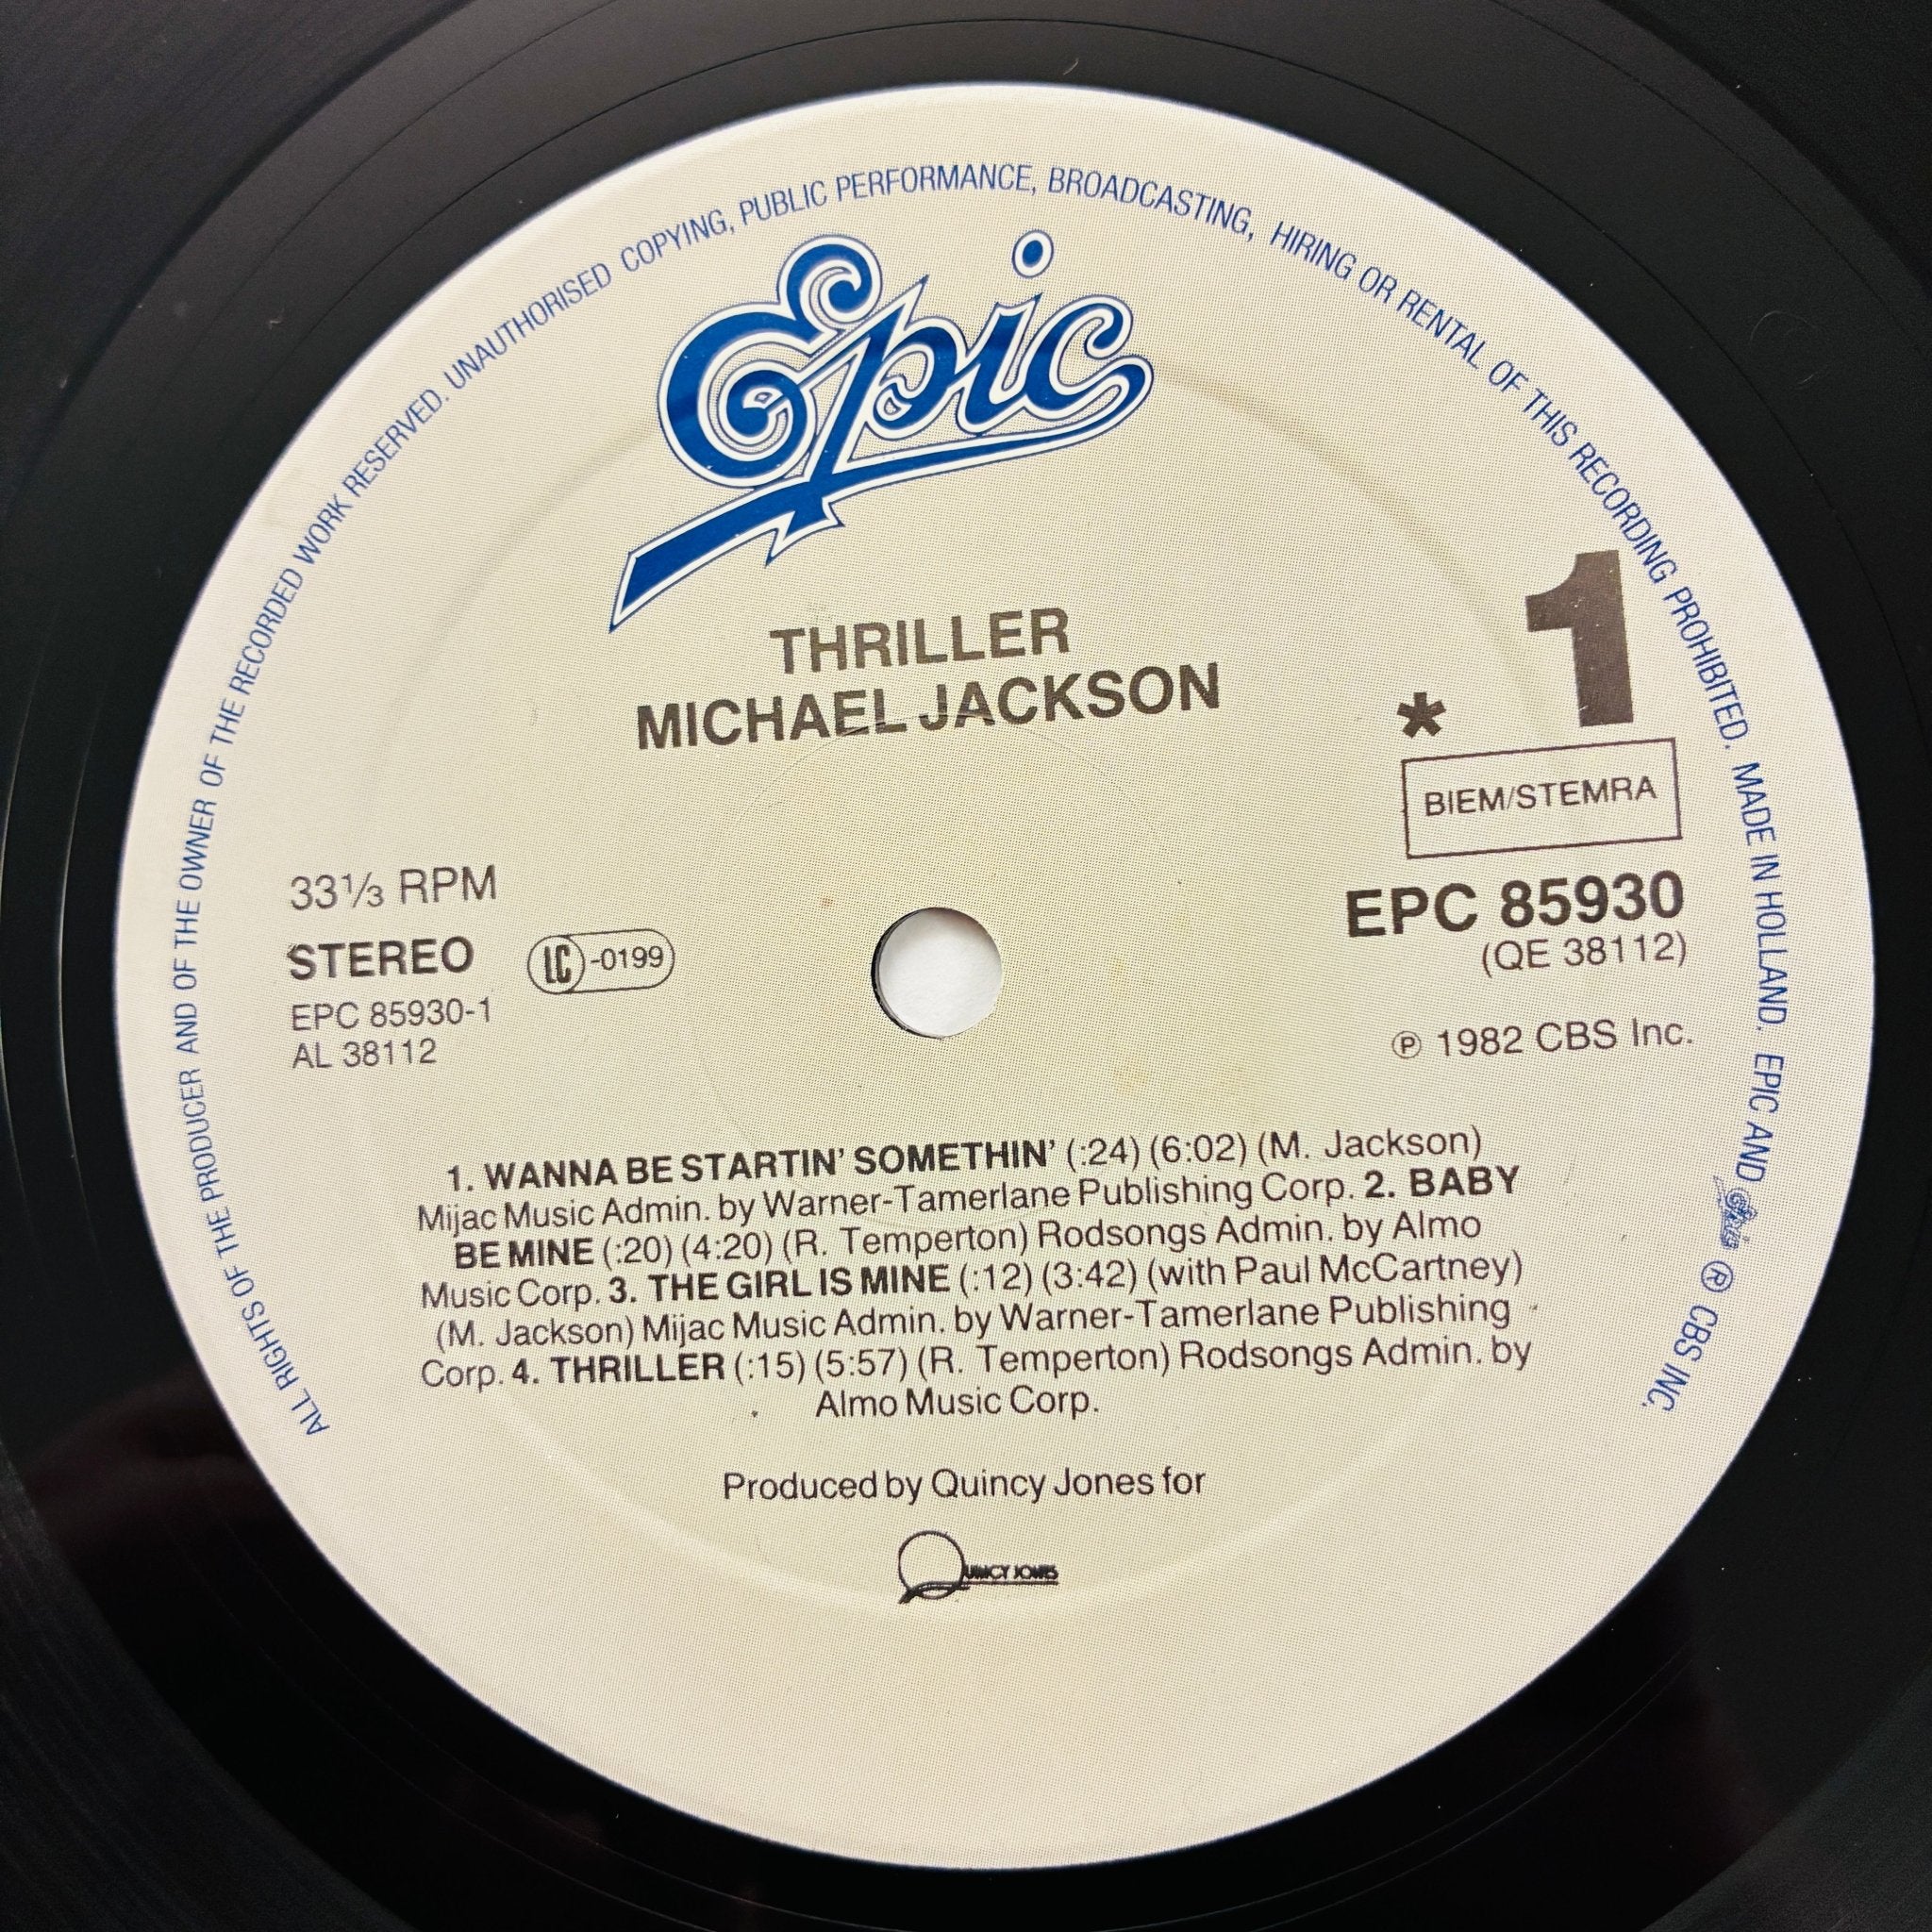 ALL RIGHTS OF THE PRODUCER AND OF THE OWNER OF THE RECORDED WORK RESERVED. UNAUTHORISED COPYING, PUBLIC PERFORMANCE, BROADCASTING, HIRING OR RENTAL OF THIS RECORDING PROHIBITED. MADE IN HOLLAND. EPIC AND Epic ® CBS INC.
Epic
THRILLER
MICHAEL JACKSON
* 1
BIEM/STEMRA
33⅓ RPM
STEREO LC-0199
EPC 85930-1
AL 38112
EPC 85930
(QE 38112)
℗ 1982 CBS Inc.
1. WANNA BE STARTIN' SOMETHIN' (:24) (6:02) (M. Jackson)
Mijac Music Admin. by Warner-Tamerlane Publishing Corp. 2. BABY
BE MINE (:20) (4:20) (R. Temperton) Rodsongs Admin. by Almo
Music Corp. 3. THE GIRL IS MINE (:12) (3:42) (with Paul McCartney)
(M. Jackson) Mijac Music Admin. by Warner-Tamerlane Publishing
Corp. 4. THRILLER (:15) (5:57) (R. Temperton) Rodsongs Admin. by
Almo Music Corp.
Produced by Quincy Jones for
QUINCY JONES